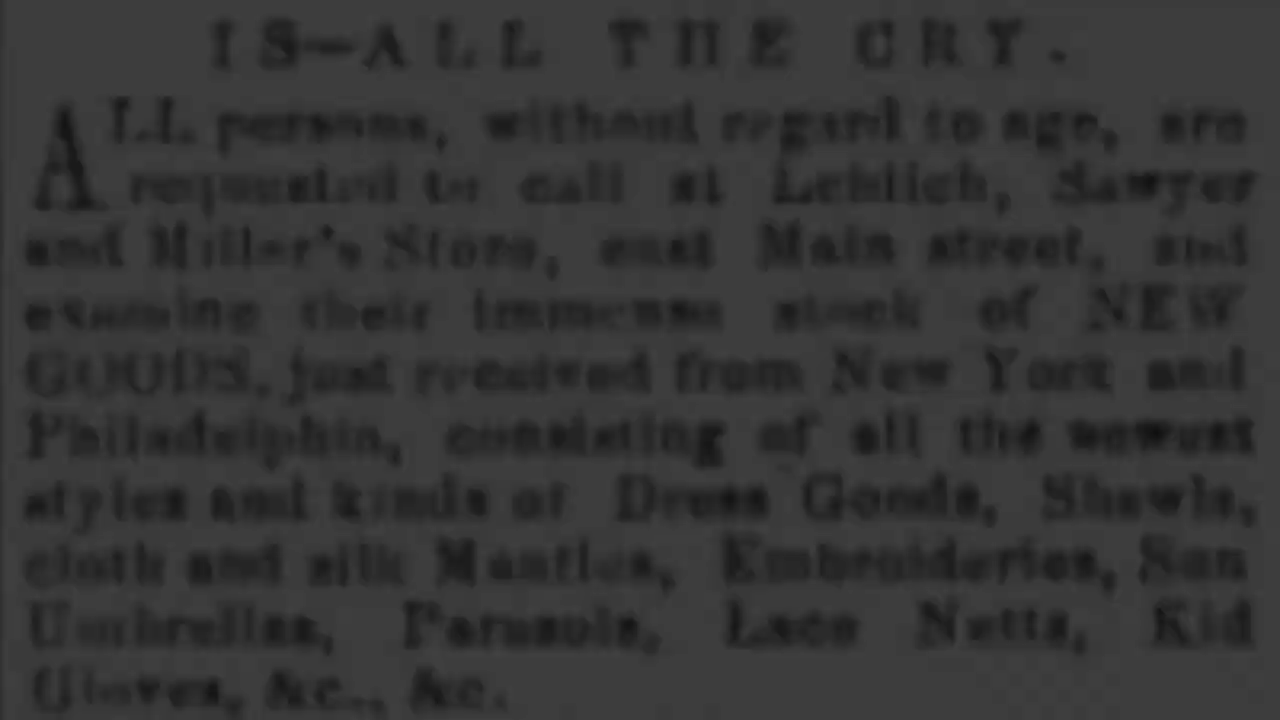 IS—ALL THE CRY.
ALL persons, without regard to age, are
requested to call at Leblich, Sawyer
and Miller's Store, east Main street, and
examine their immense stock of NEW
GOODS, just received from New York and
Philadelphia, consisting of all the newest
styles and kinds of Dress Goods, Shawls,
cloth and silk Mantles, Embroideries, Sun
Umbrellas, Parasols, Lace Netts, Kid
Gloves, &c., &c.